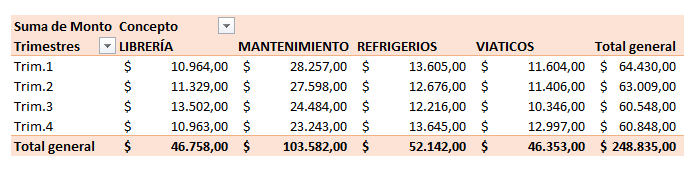 Suma de Monto Concepto
Trimestres LIBRERÍA MANTENIMIENTO REFRIGERIOS VIATICOS Total general
Trim.1 $ 10.964,00 $ 28.257,00 $ 13.605,00 $ 11.604,00 $ 64.430,00
Trim.2 $ 11.329,00 $ 27.598,00 $ 12.676,00 $ 11.406,00 $ 63.009,00
Trim.3 $ 13.502,00 $ 24.484,00 $ 12.216,00 $ 10.346,00 $ 60.548,00
Trim.4 $ 10.963,00 $ 23.243,00 $ 13.645,00 $ 12.997,00 $ 60.848,00
Total general $ 46.758,00 $ 103.582,00 $ 52.142,00 $ 46.353,00 $ 248.835,00